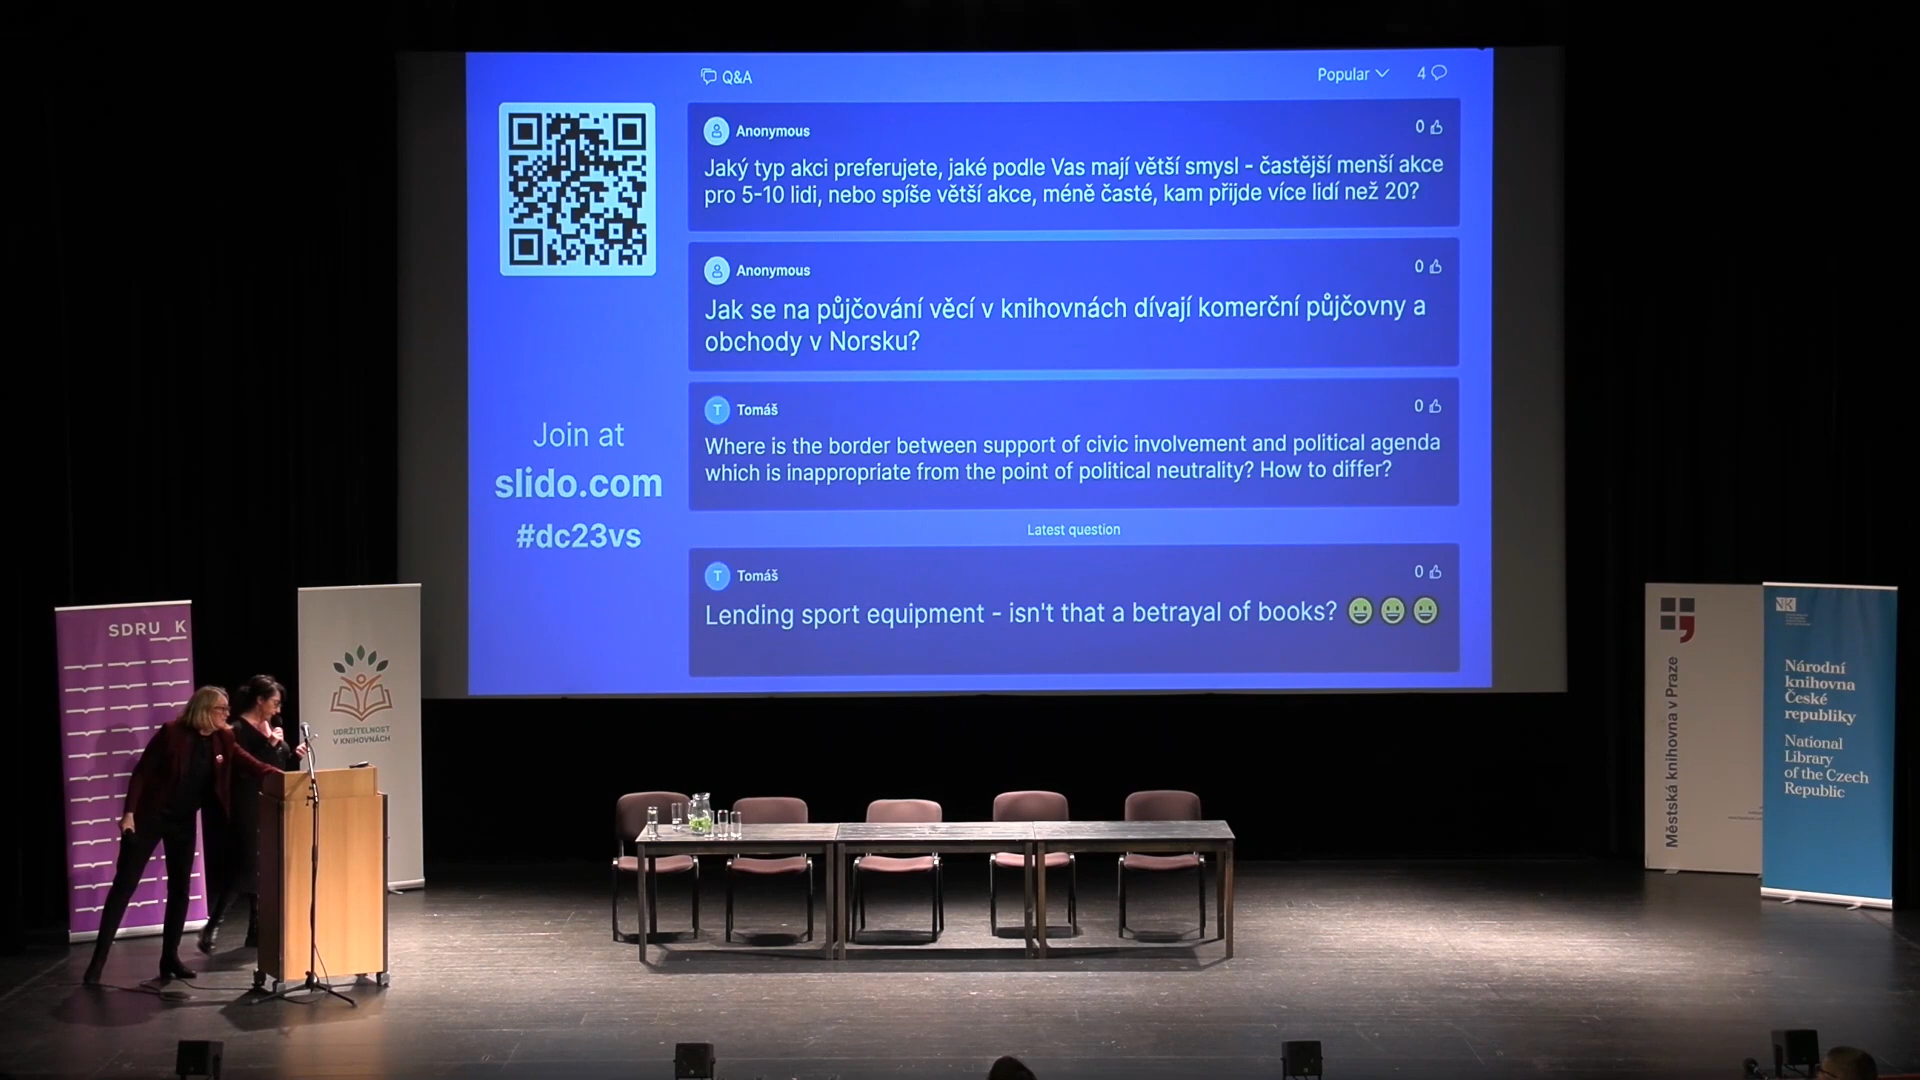 Q&A
Popular
4
Anonymous
0
Jaký typ akci preferujete, jaké podle Vas mají větší smysl - častější menší akce
pro 5-10 lidi, nebo spíše větší akce, méně časté, kam přijde více lidí než 20?
Anonymous
0
Jak se na půjčování věcí v knihovnách dívají komerční půjčovny a
obchody v Norsku?
T Tomáš
0
Where is the border between support of civic involvement and political agenda
which is inappropriate from the point of political neutrality? How to differ?
Latest question
T Tomáš
0
Lending sport equipment - isn't that a betrayal of books? 😀😀😀
Join at
slido.com
#dc23vs
SDRU_K
UDRŽITELNOST
V KNIHOVNÁCH
Městská knihovna v Praze
NK
Národní
knihovna
České
republiky
National
Library
of the Czech
Republic